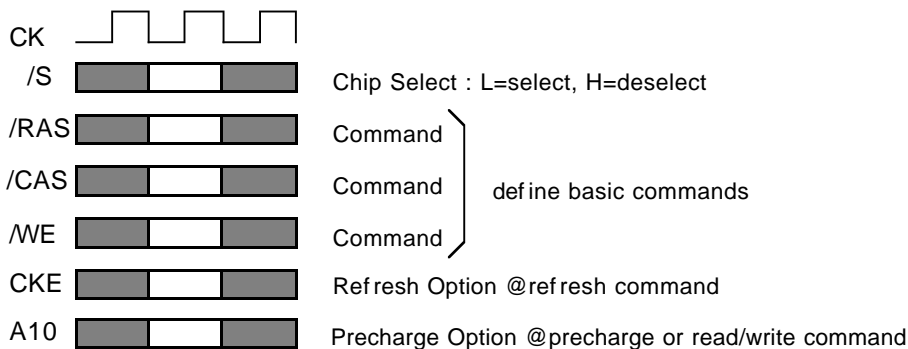 CK
/S Chip Select : L=select, H=deselect
/RAS Command
/CAS Command define basic commands
/WE Command
CKE Refresh Option @refresh command
A10 Precharge Option @precharge or read/write command